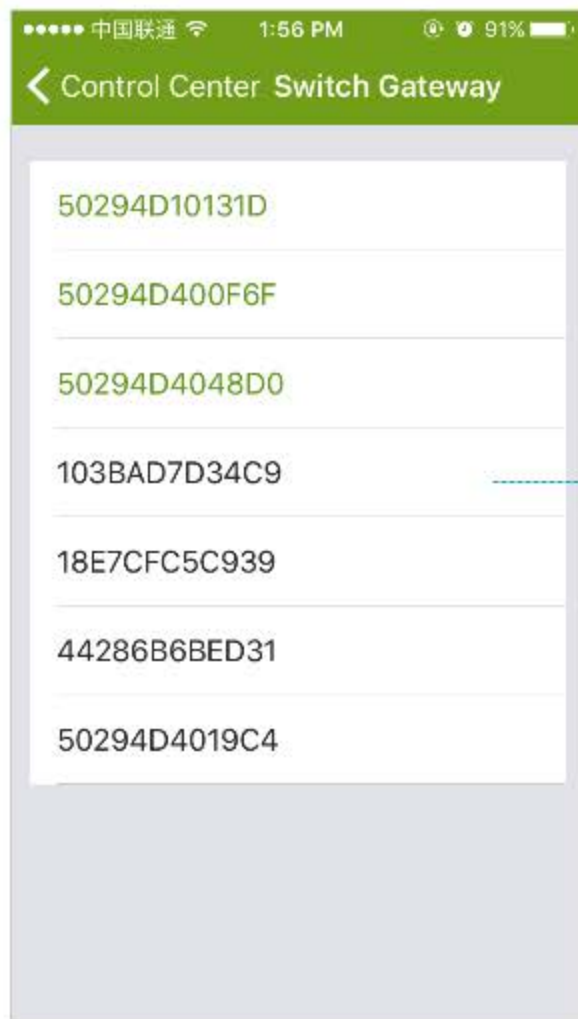 中国联通 1:56 PM 91%
Control Center Switch Gateway
50294D10131D
50294D400F6F
50294D4048D0
103BAD7D34C9
18E7CFC5C939
44286B6BED31
50294D4019C4